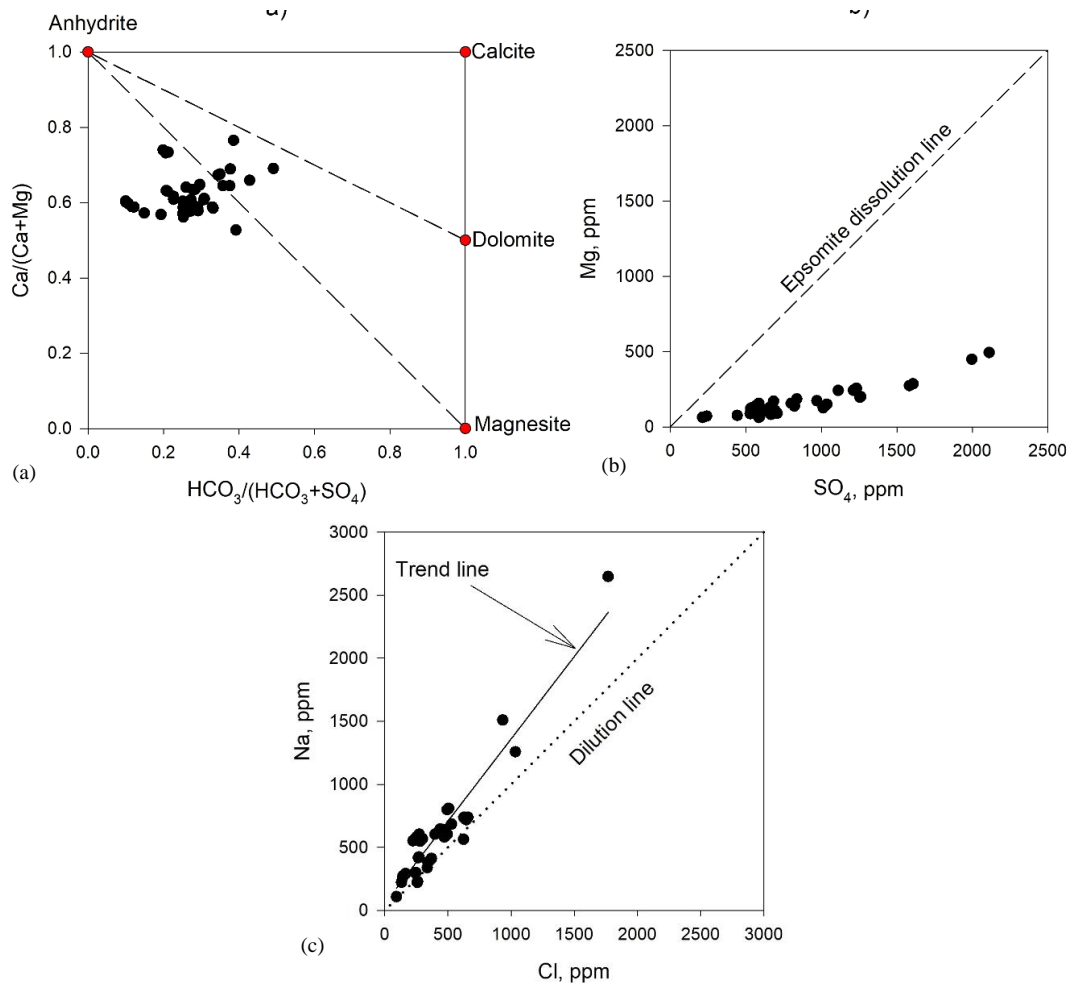 a)
Anhydrite
1.0
0.8
0.6
0.4
0.2
0.0
Ca/(Ca+Mg)
Calcite
Dolomite
Magnesite
0.0 0.2 0.4 0.6 0.8 1.0
HCO₃/(HCO₃+SO₄)
(a)
b)
2500
2000
1500
1000
500
0
Mg, ppm
Epsomite dissolution line
0 500 1000 1500 2000 2500
SO₄, ppm
(b)
3000
2500
2000
1500
1000
500
0
Na, ppm
Trend line
Dilution line
0 500 1000 1500 2000 2500 3000
Cl, ppm
(c)